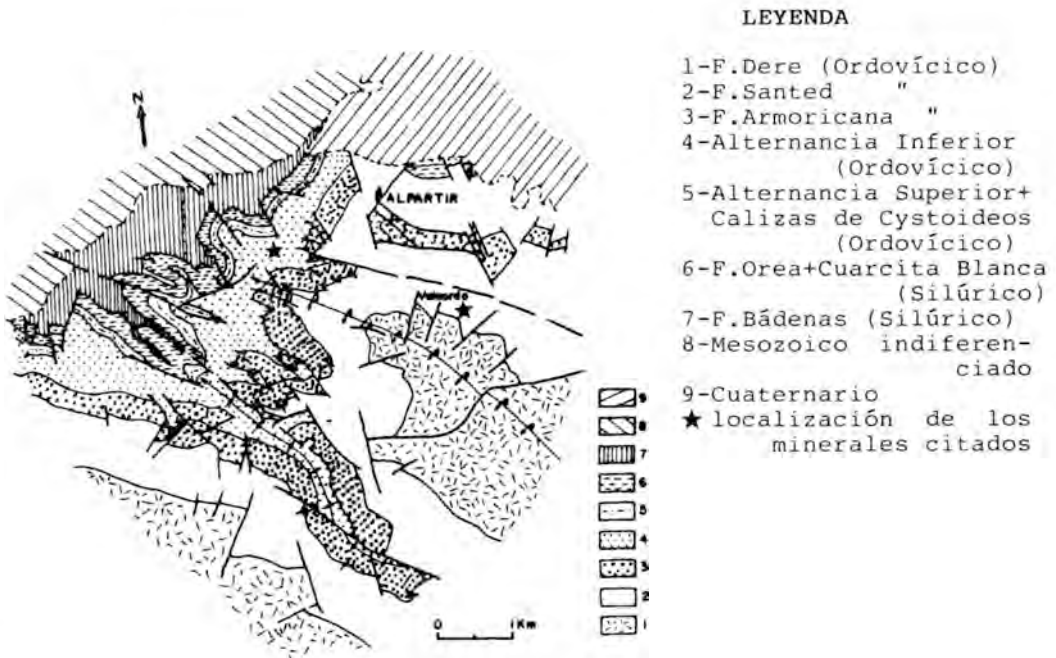 N
ALPARTIR
0 1Km
9
8
7
6
5
4
3
2
1
LEYENDA
1-F.Dere (Ordovícico)
2-F.Santed "
3-F.Armoricana "
4-Alternancia Inferior
(Ordovícico)
5-Alternancia Superior+
Calizas de Cystoideos
(Ordovícico)
6-F.Orea+Cuarcita Blanca
(Silúrico)
7-F.Bádenas (Silúrico)
8-Mesozoico indiferen-
ciado
9-Cuaternario
★ localización de los
minerales citados